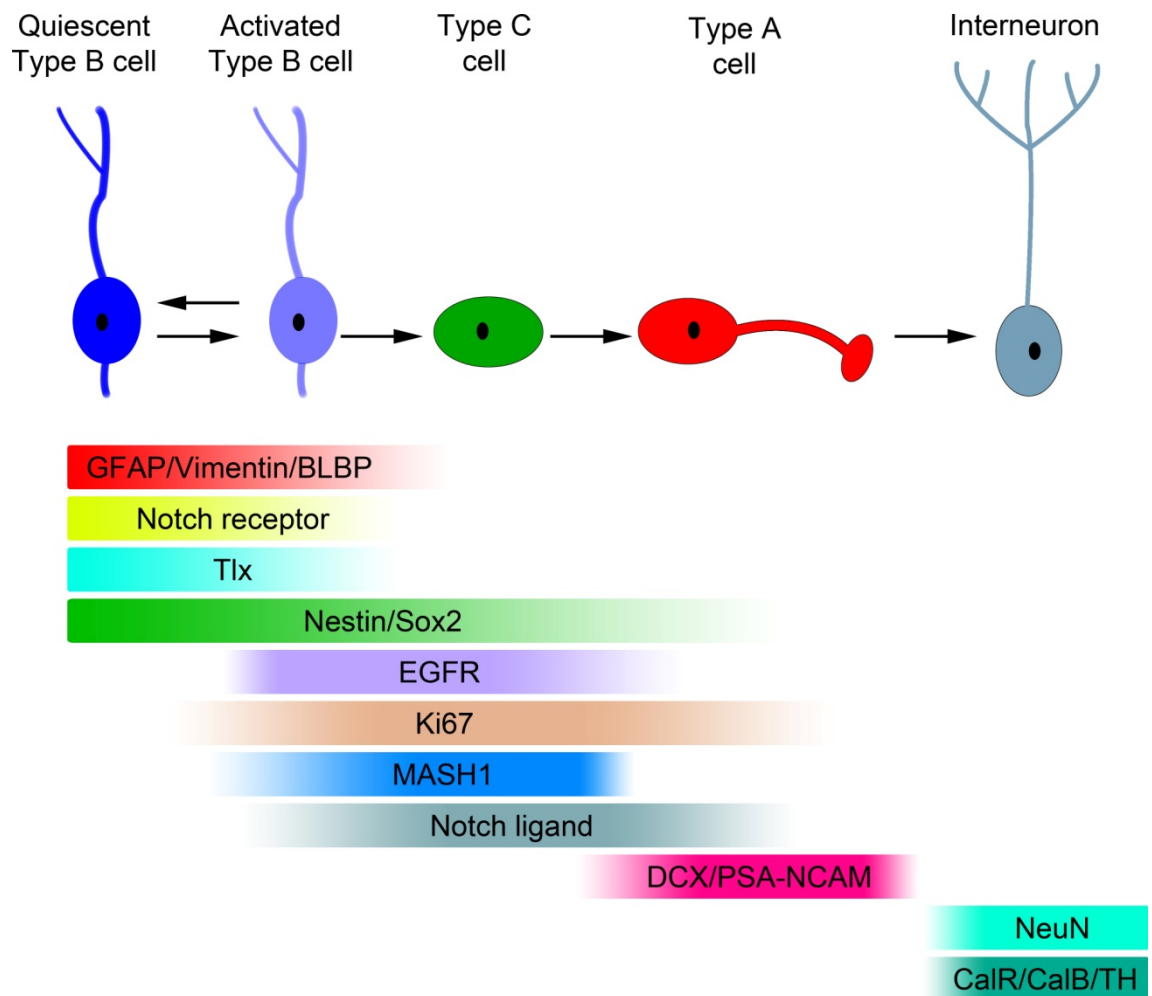 Quiescent
Type B cell
Activated
Type B cell
Type C
cell
Type A
cell
Interneuron
GFAP/Vimentin/BLBP
Notch receptor
Tlx
Nestin/Sox2
EGFR
Ki67
MASH1
Notch ligand
DCX/PSA-NCAM
NeuN
CalR/CalB/TH